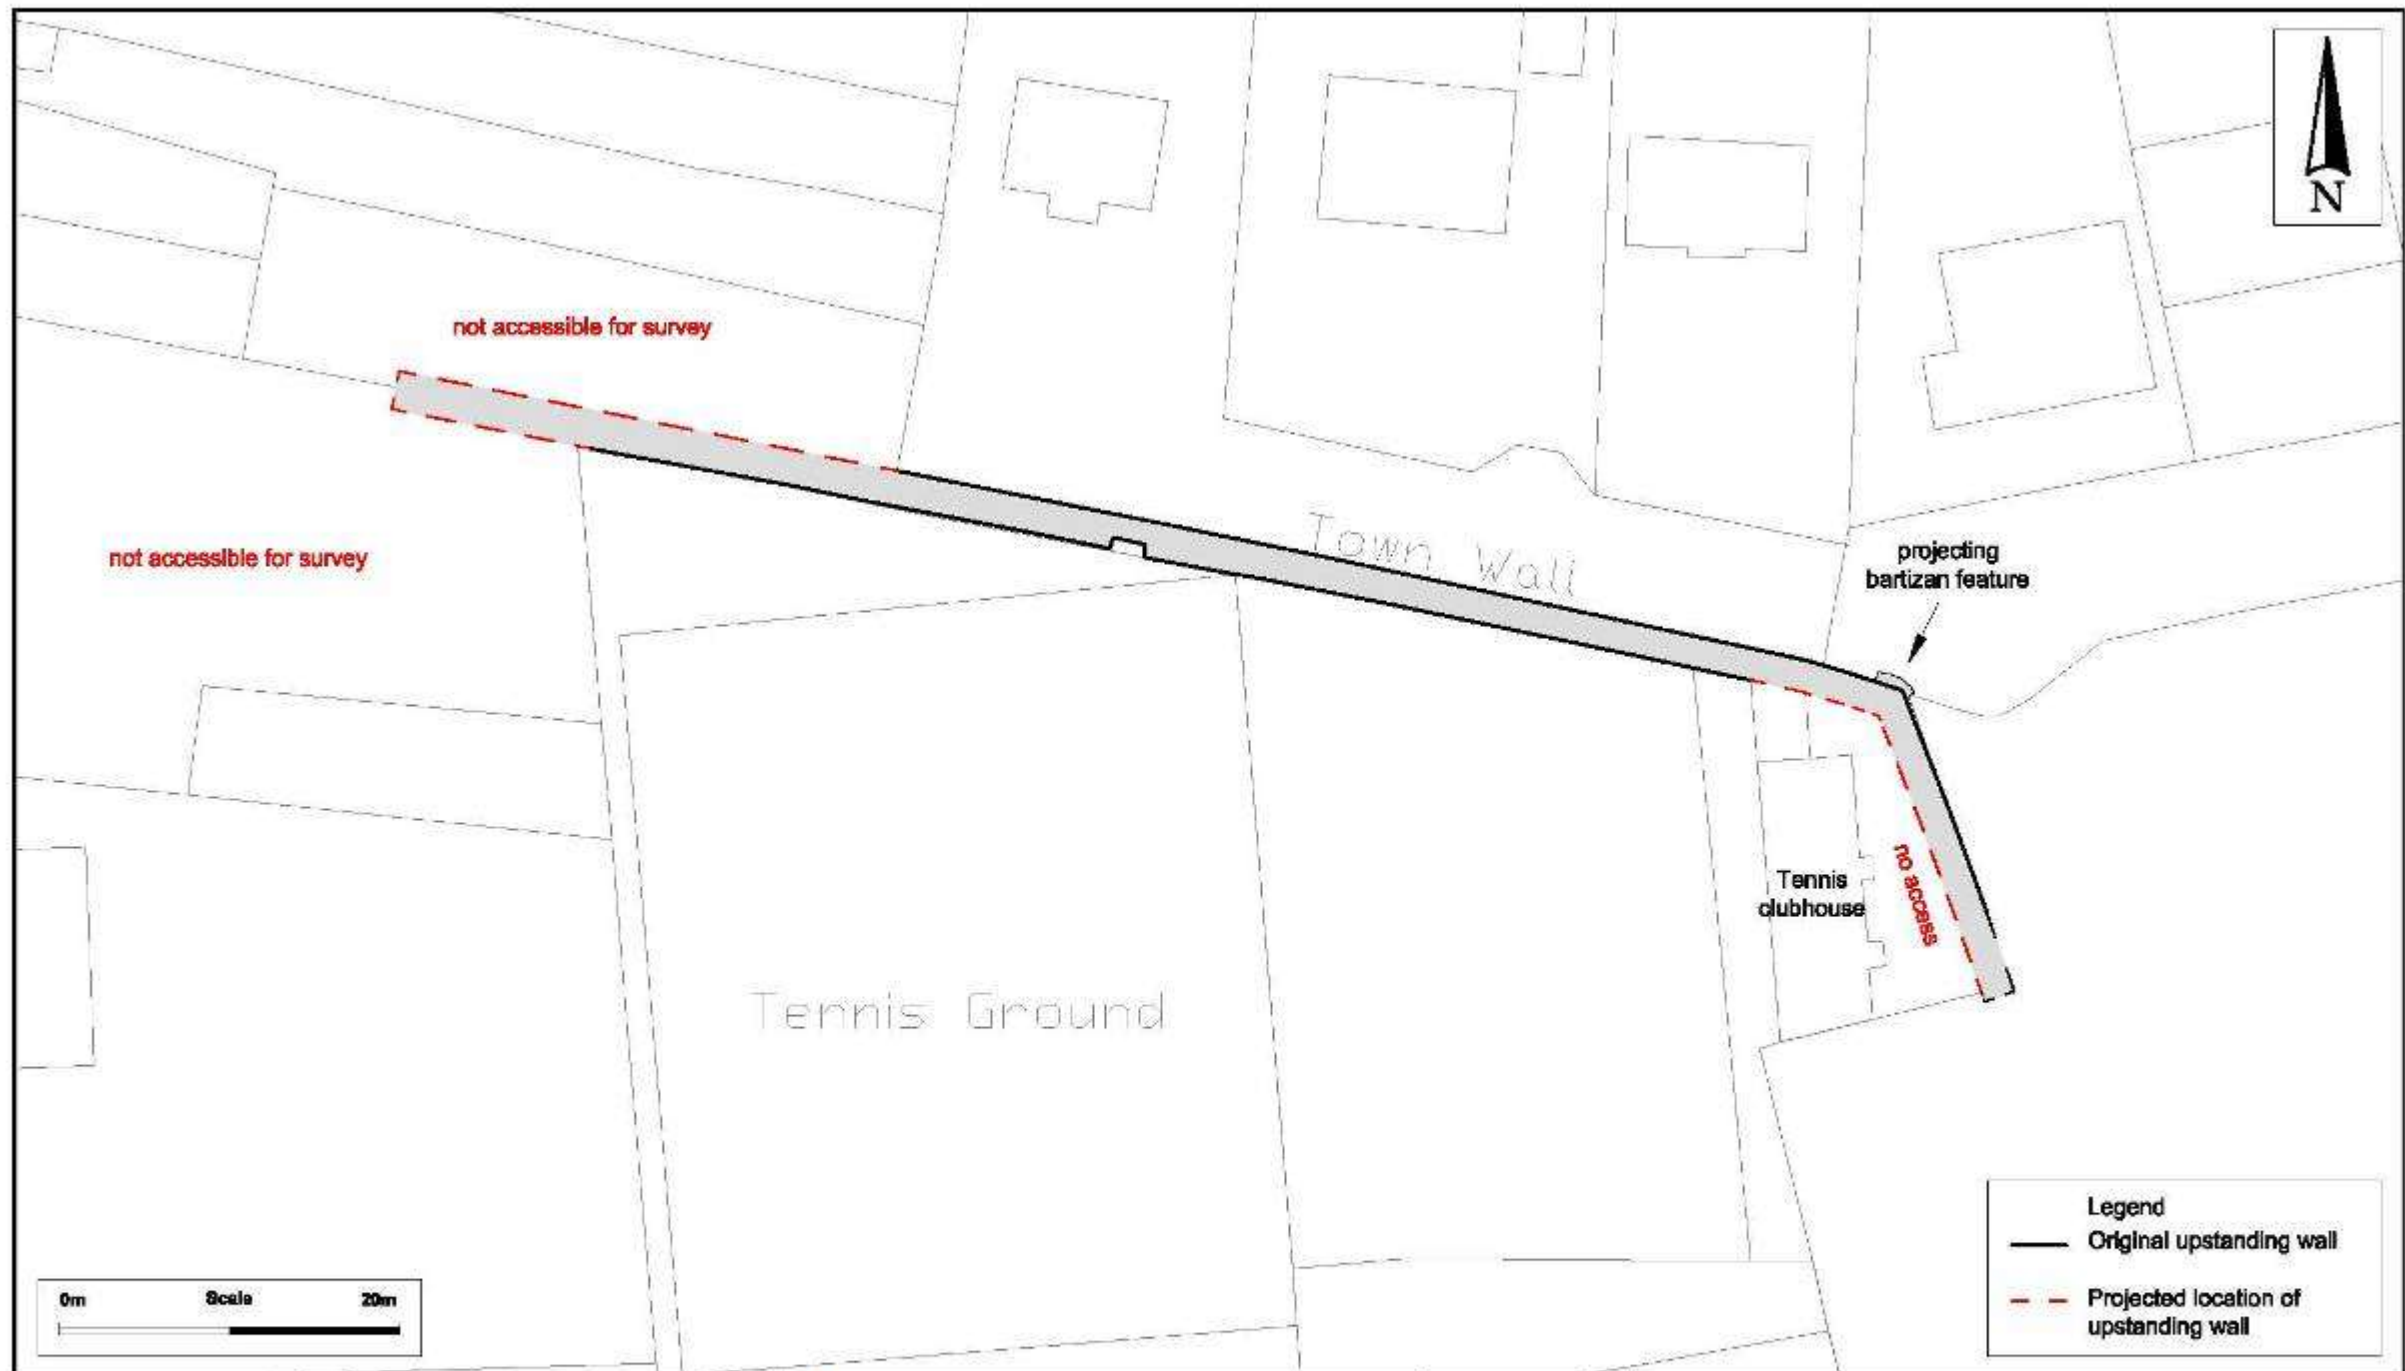 N
not accessible for survey
Town Wall
projecting
bartizan feature
not accessible for survey
Tennis
clubhouse
no access
Tennis Ground
0m Scale 20m
Legend
Original upstanding wall
Projected location of
upstanding wall